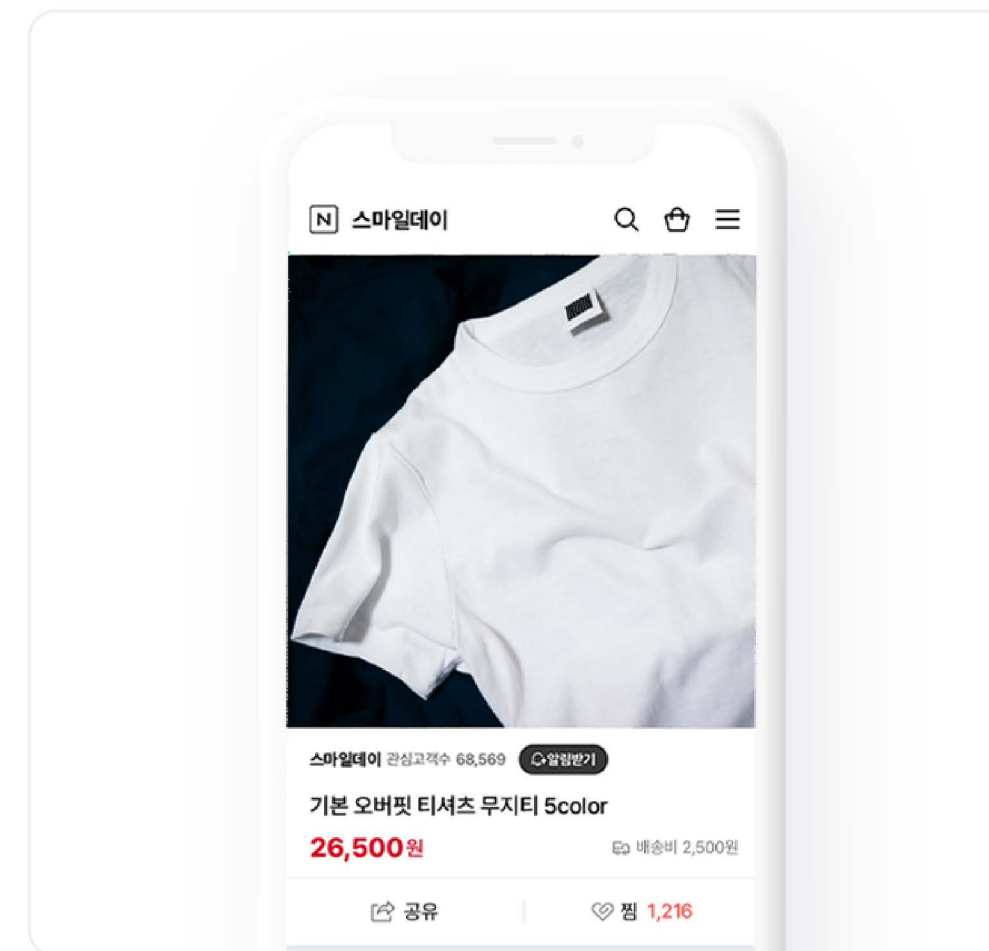 N 스마일데이
스마일데이 관심고객수 68,569 알림받기
기본 오버핏 티셔츠 무지티 5color
26,500원 배송비 2,500원
공유 찜 1,216